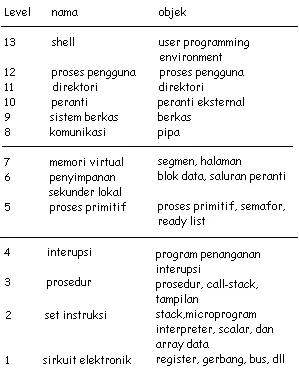 Level nama objek
13 shell user programming
environment
12 proses pengguna proses pengguna
11 direktori direktori
10 peranti peranti eksternal
9 sistem berkas berkas
8 komunikasi pipa
7 memori virtual segmen, halaman
6 penyimpanan blok data, saluran peranti
sekunder lokal
5 proses primitif proses primitif, semafor,
ready list
4 interupsi program penanganan
interupsi
3 prosedur prosedur, call-stack,
tampilan
2 set instruksi stack,microprogram
interpreter, scalar, dan
array data
1 sirkuit elektronik register, gerbang, bus, dll